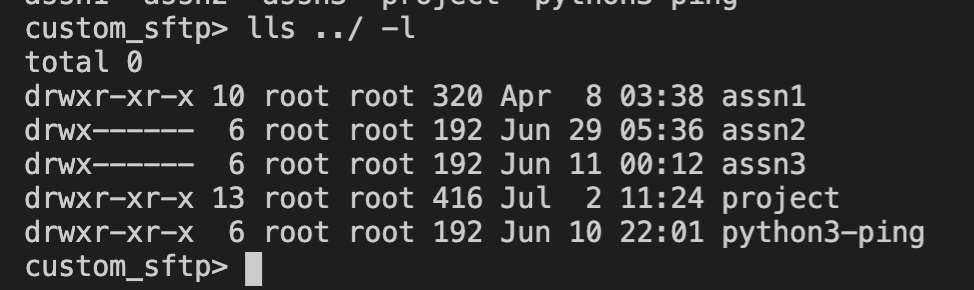 assn1  assn2  assn3  project  python3-ping
custom_sftp> lls ../ -l
total 0
drwxr-xr-x 10 root root 320 Apr  8 03:38 assn1
drwx------  6 root root 192 Jun 29 05:36 assn2
drwx------  6 root root 192 Jun 11 00:12 assn3
drwxr-xr-x 13 root root 416 Jul  2 11:24 project
drwxr-xr-x  6 root root 192 Jun 10 22:01 python3-ping
custom_sftp>